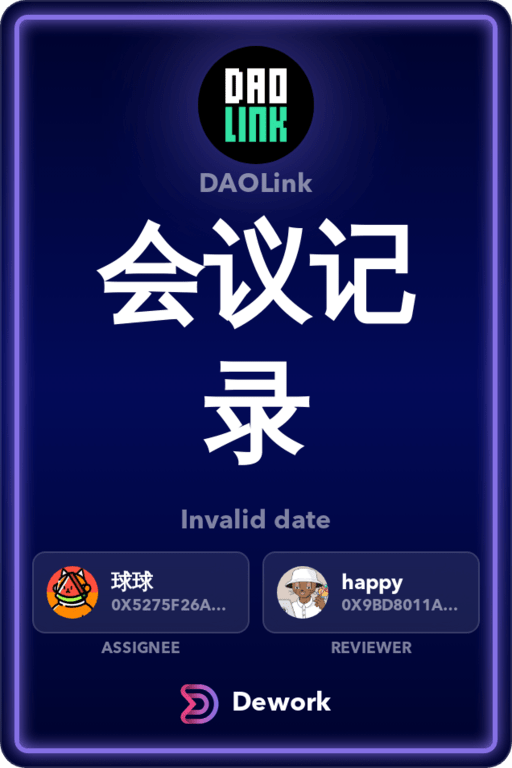 DAO
LINK
DAOLink
会议记
录
Invalid date
球球
0X5275F26A...
happy
0X9BD8011A...
ASSIGNEE
REVIEWER
Dework